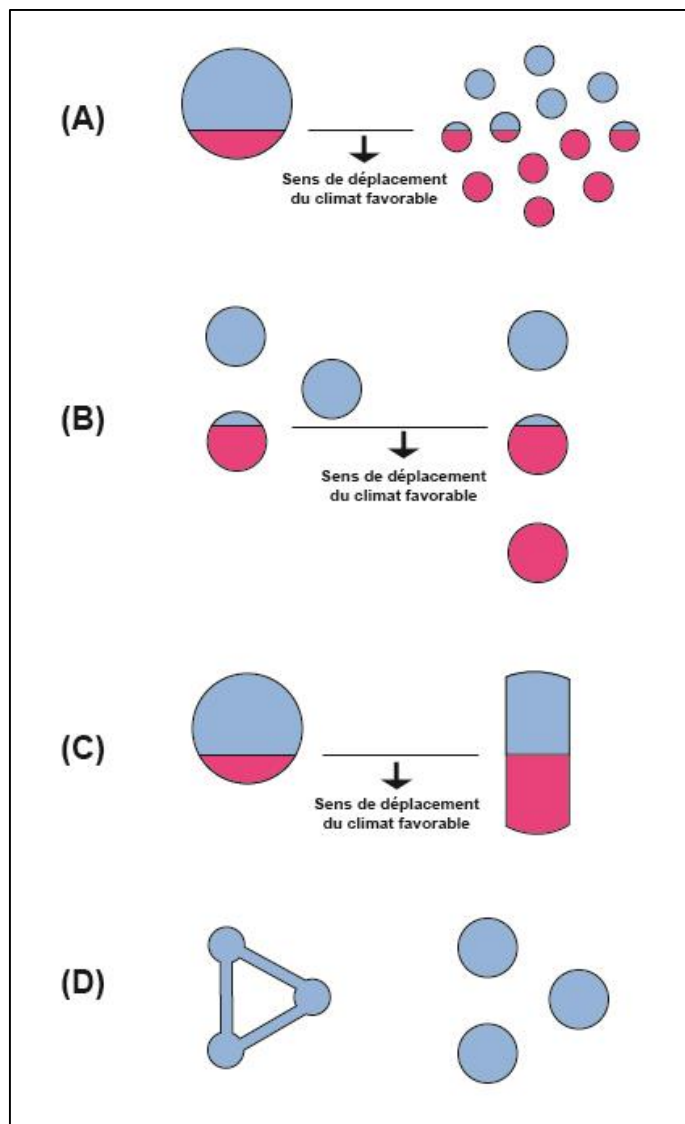 (A)
Sens de déplacement
du climat favorable
(B)
Sens de déplacement
du climat favorable
(C)
Sens de déplacement
du climat favorable
(D)